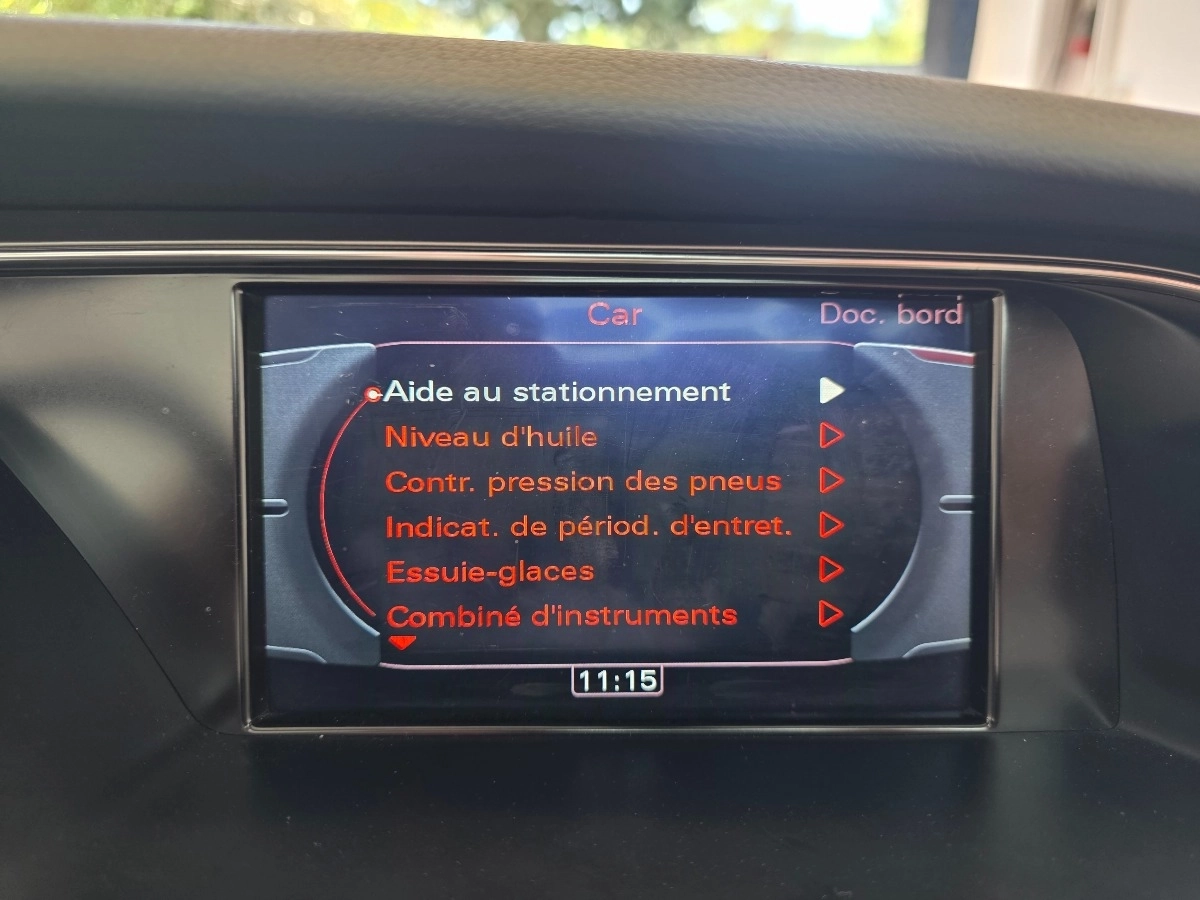 Car
Doc. bord
Aide au stationnement
Niveau d'huile
Contr. pression des pneus
Indicat. de périod. d'entret.
Essuie-glaces
Combiné d'instruments
11:15